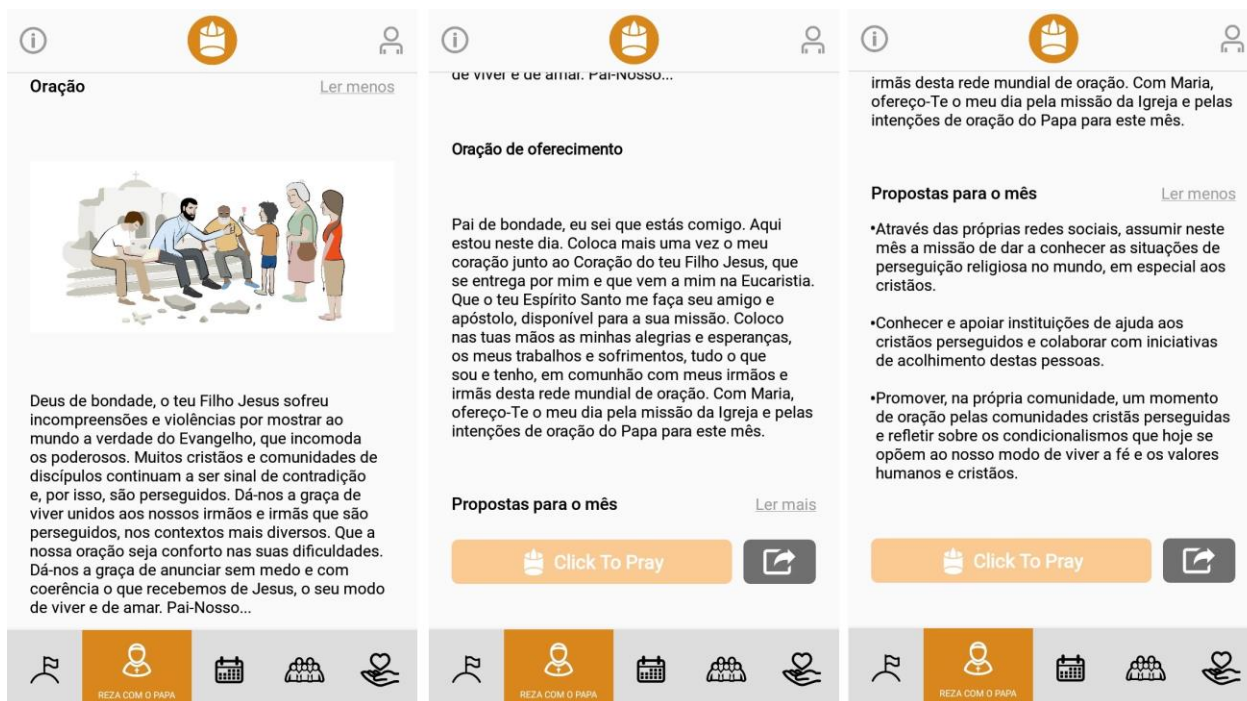 Oração
Ler menos
Deus de bondade, o teu Filho Jesus sofreu
incompreensões e violências por mostrar ao
mundo a verdade do Evangelho, que incomoda
os poderosos. Muitos cristãos e comunidades de
discípulos continuam a ser sinal de contradição
e, por isso, são perseguidos. Dá-nos a graça de
viver unidos aos nossos irmãos e irmãs que são
perseguidos, nos contextos mais diversos. Que a
nossa oração seja conforto nas suas dificuldades.
Dá-nos a graça de anunciar sem medo e com
coerência o que recebemos de Jesus, o seu modo
de viver e de amar. Pai-Nosso...
REZA COM O PAPA
de viver e de amar. Pai-Nosso...
Oração de oferecimento
Pai de bondade, eu sei que estás comigo. Aqui
estou neste dia. Coloca mais uma vez o meu
coração junto ao Coração do teu Filho Jesus, que
se entrega por mim e que vem a mim na Eucaristia.
Que o teu Espírito Santo me faça seu amigo e
apóstolo, disponível para a sua missão. Coloco
nas tuas mãos as minhas alegrias e esperanças,
os meus trabalhos e sofrimentos, tudo o que
sou e tenho, em comunhão com meus irmãos e
irmãs desta rede mundial de oração. Com Maria,
ofereço-Te o meu dia pela missão da Igreja e pelas
intenções de oração do Papa para este mês.
Propostas para o mês
Ler mais
Click To Pray
REZA COM O PAPA
irmãs desta rede mundial de oração. Com Maria,
ofereço-Te o meu dia pela missão da Igreja e pelas
intenções de oração do Papa para este mês.
Propostas para o mês
Ler menos
•Através das próprias redes sociais, assumir neste
mês a missão de dar a conhecer as situações de
perseguição religiosa no mundo, em especial aos
cristãos.
•Conhecer e apoiar instituições de ajuda aos
cristãos perseguidos e colaborar com iniciativas
de acolhimento destas pessoas.
•Promover, na própria comunidade, um momento
de oração pelas comunidades cristãs perseguidas
e refletir sobre os condicionalismos que hoje se
opõem ao nosso modo de viver a fé e os valores
humanos e cristãos.
Click To Pray
REZA COM O PAPA